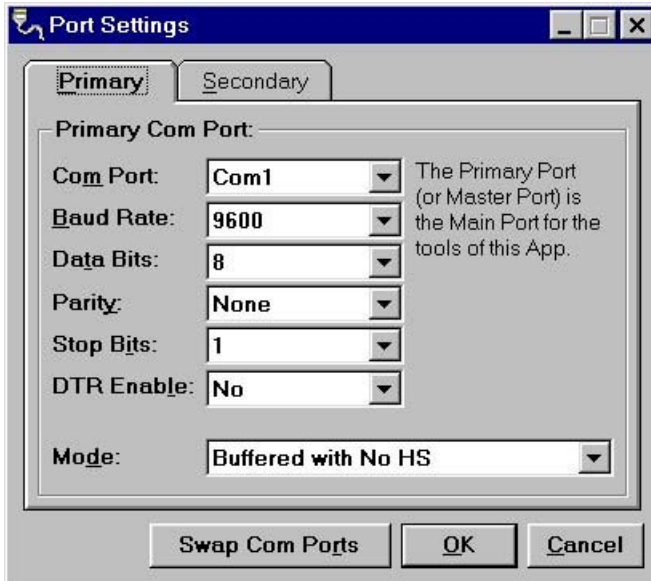 Port Settings
Primary
Secondary
Primary Com Port:
Com Port:
Com1
The Primary Port
(or Master Port) is
the Main Port for the
tools of this App.
Baud Rate:
9600
Data Bits:
8
Parity:
None
Stop Bits:
1
DTR Enable:
No
Mode:
Buffered with No HS
Swap Com Ports
OK
Cancel